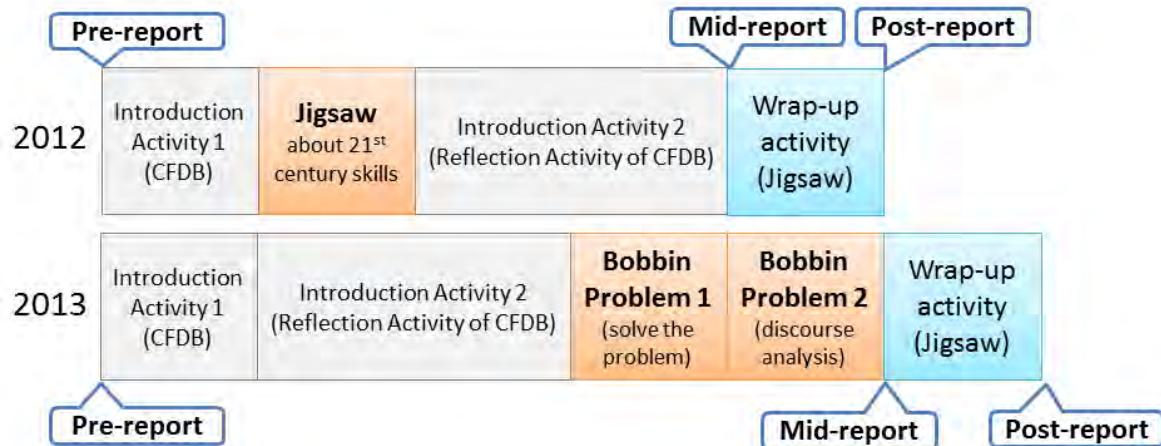 Pre-report
Mid-report
Post-report
2012
Introduction
Activity 1
(CFDB)
Jigsaw
about 21st
century skills
Introduction Activity 2
(Reflection Activity of CFDB)
Wrap-up
activity
(Jigsaw)
2013
Introduction
Activity 1
(CFDB)
Introduction Activity 2
(Reflection Activity of CFDB)
Bobbin
Problem 1
(solve the
problem)
Bobbin
Problem 2
(discourse
analysis)
Wrap-up
activity
(Jigsaw)
Pre-report
Mid-report
Post-report